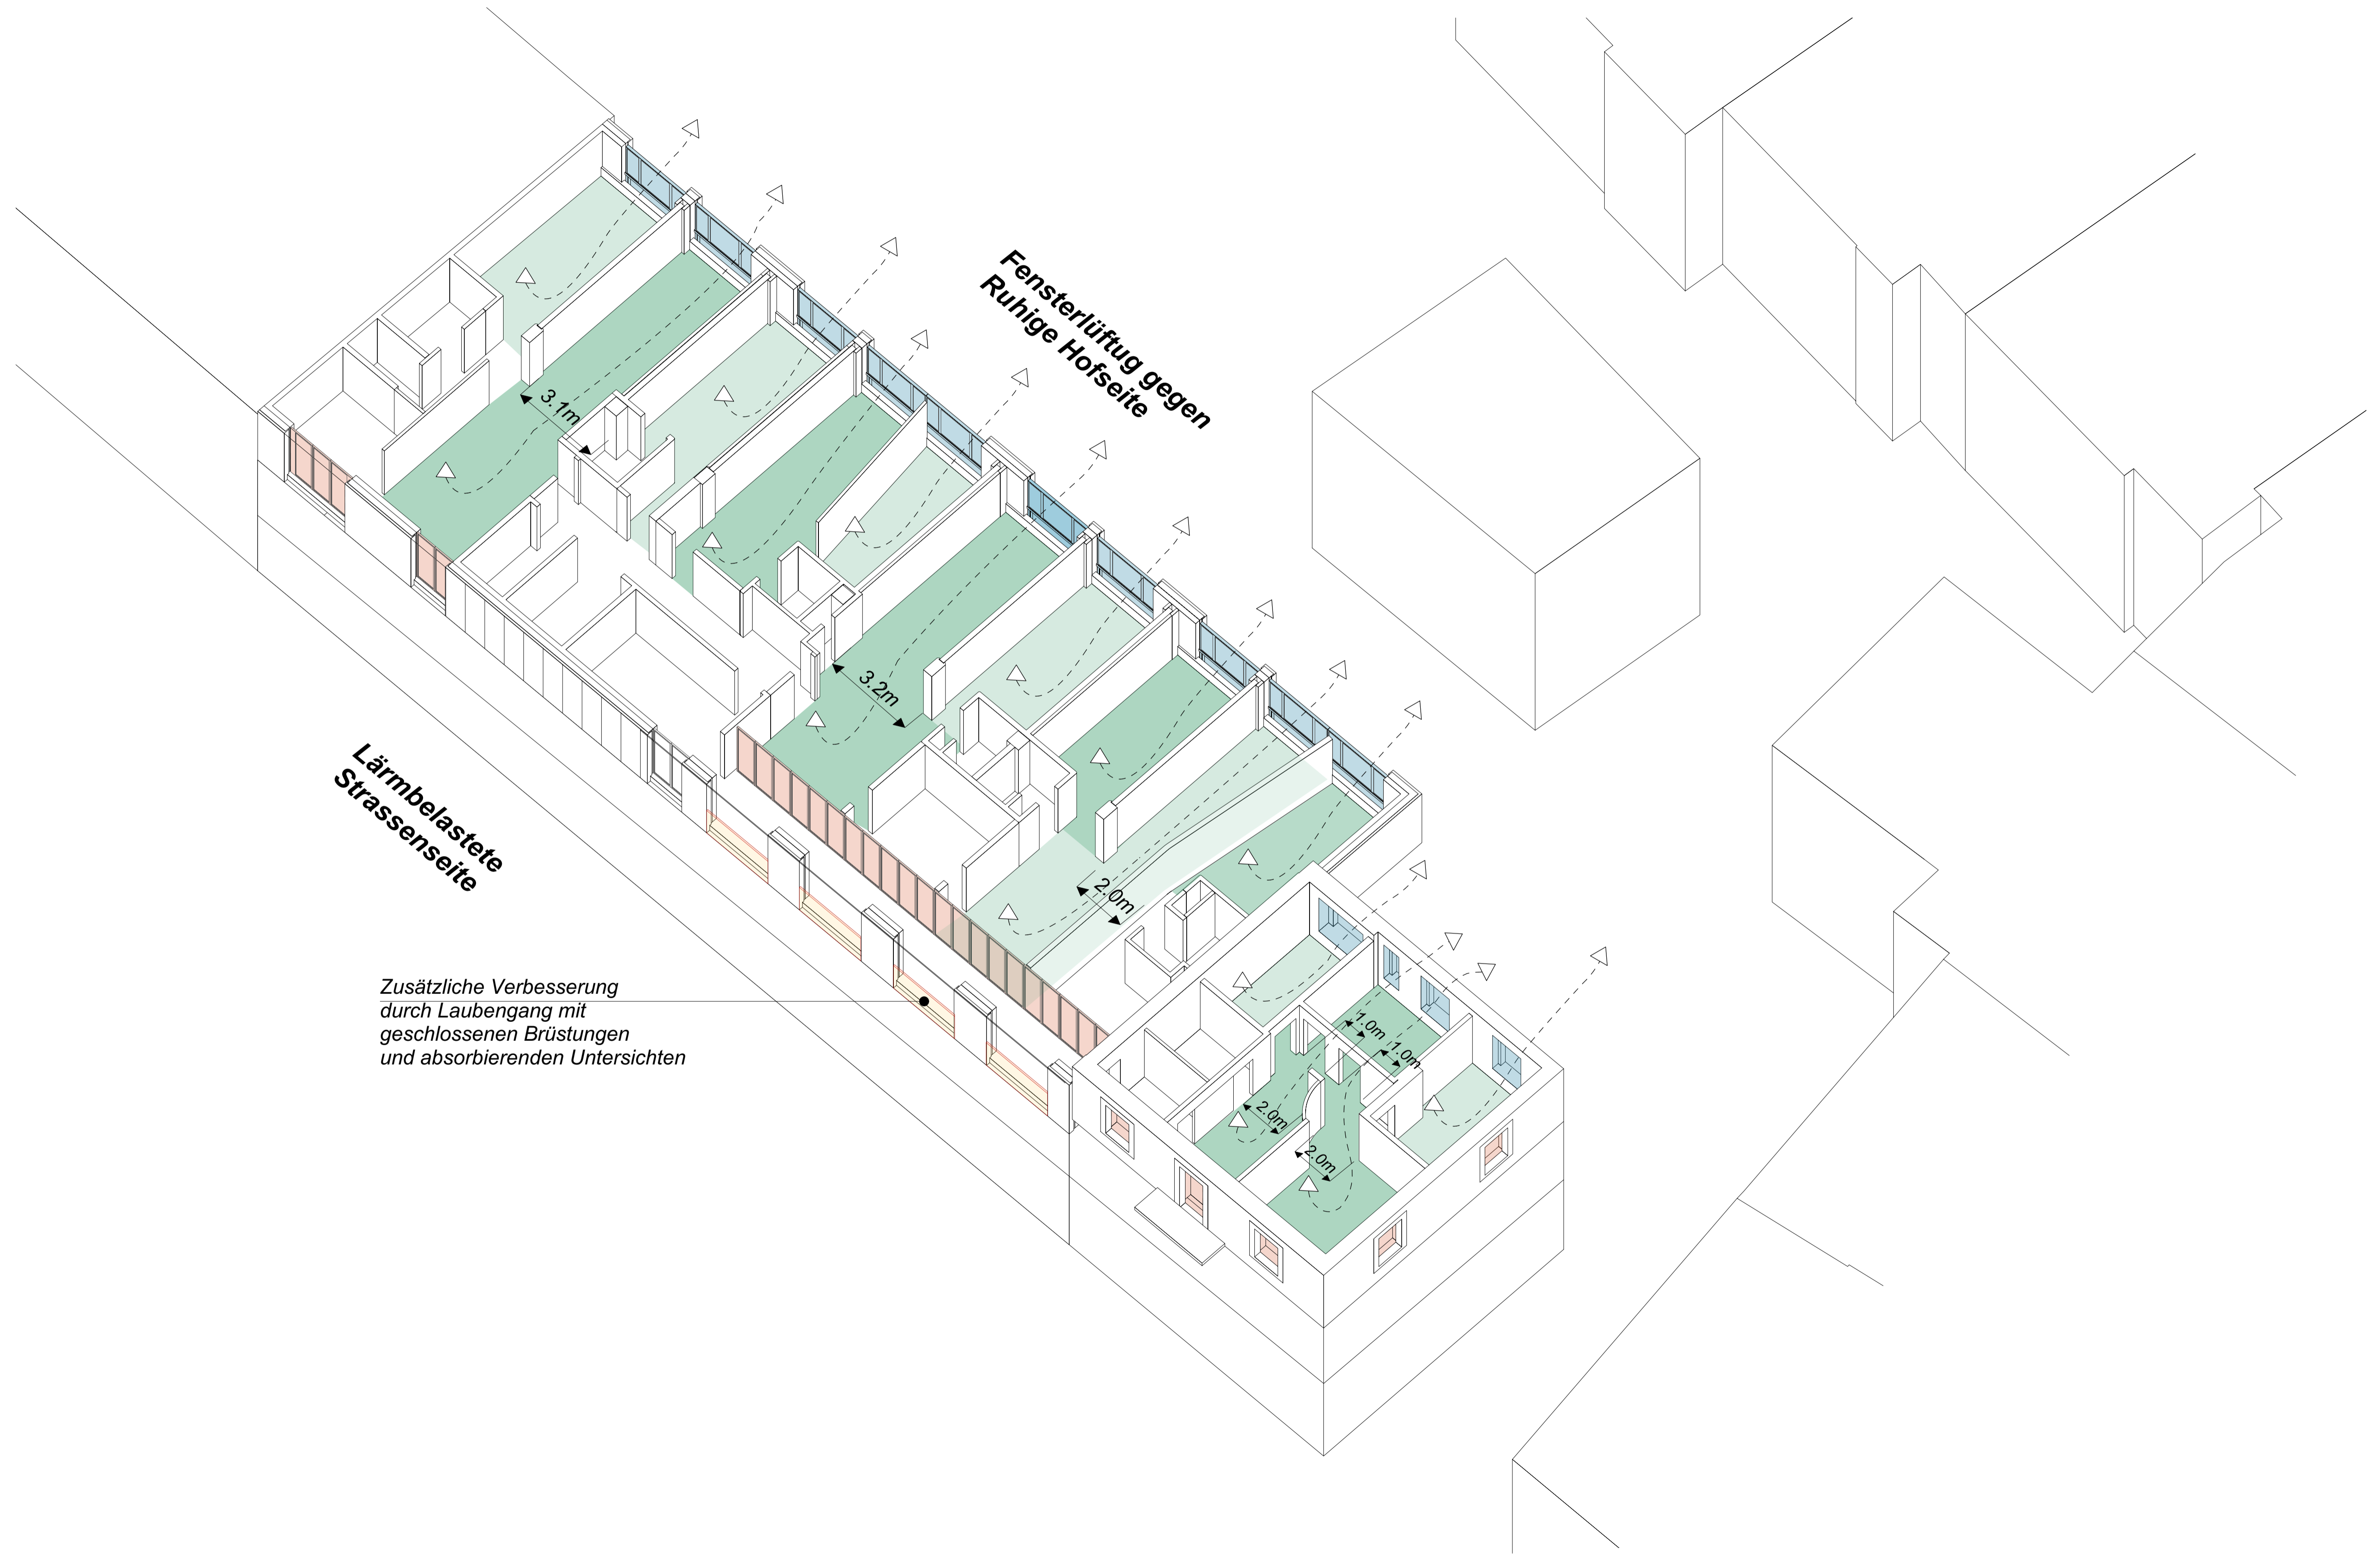 Fensterlüftug gegen
Ruhige Hofseite
3.1m
3.2m
Lärmbelastete
Strassenseite
2.0m
Zusätzliche Verbesserung
durch Laubengang mit
geschlossenen Brüstungen
und absorbierenden Untersichten
1.0m
1.0m
2.0m
2.0m